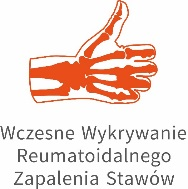 Wczesne Wykrywanie
Reumatoidalnego
Zapalenia Stawów